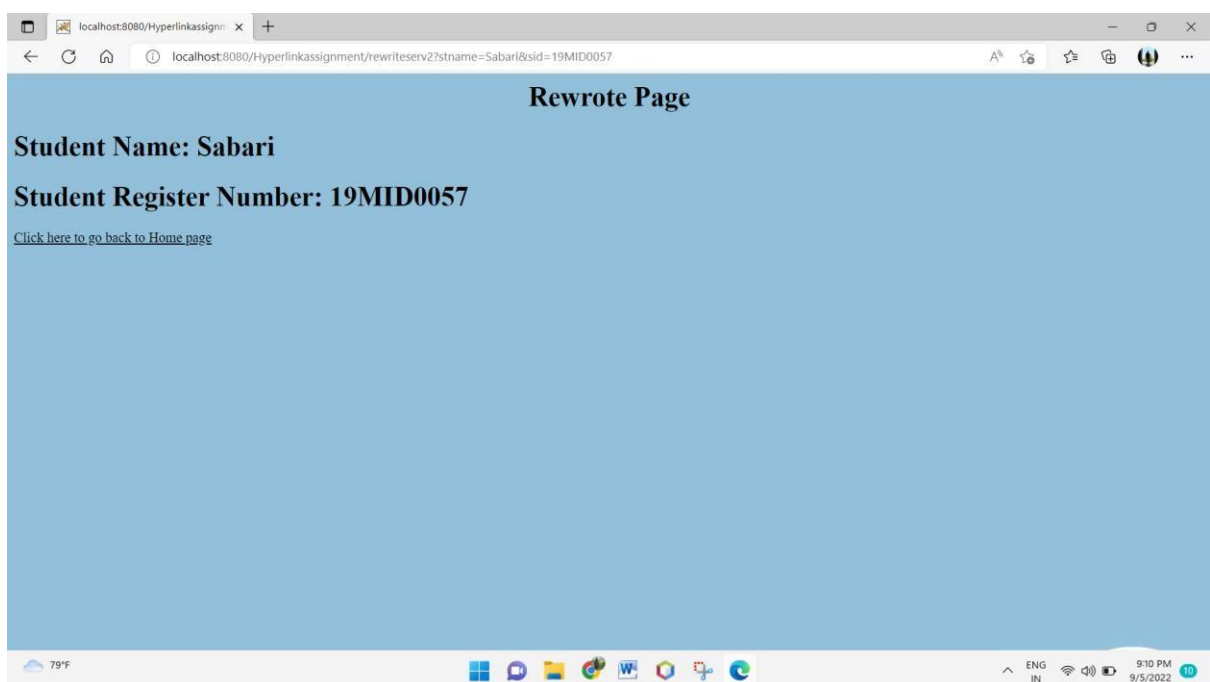 localhost:8080/Hyperlinkassignm
localhost:8080/Hyperlinkassignment/rewriteserv2?stname=Sabari&sid=19MID0057
Rewrote Page
Student Name: Sabari
Student Register Number: 19MID0057
Click here to go back to Home page
79°F
ENG
IN
9:10 PM
9/5/2022
10